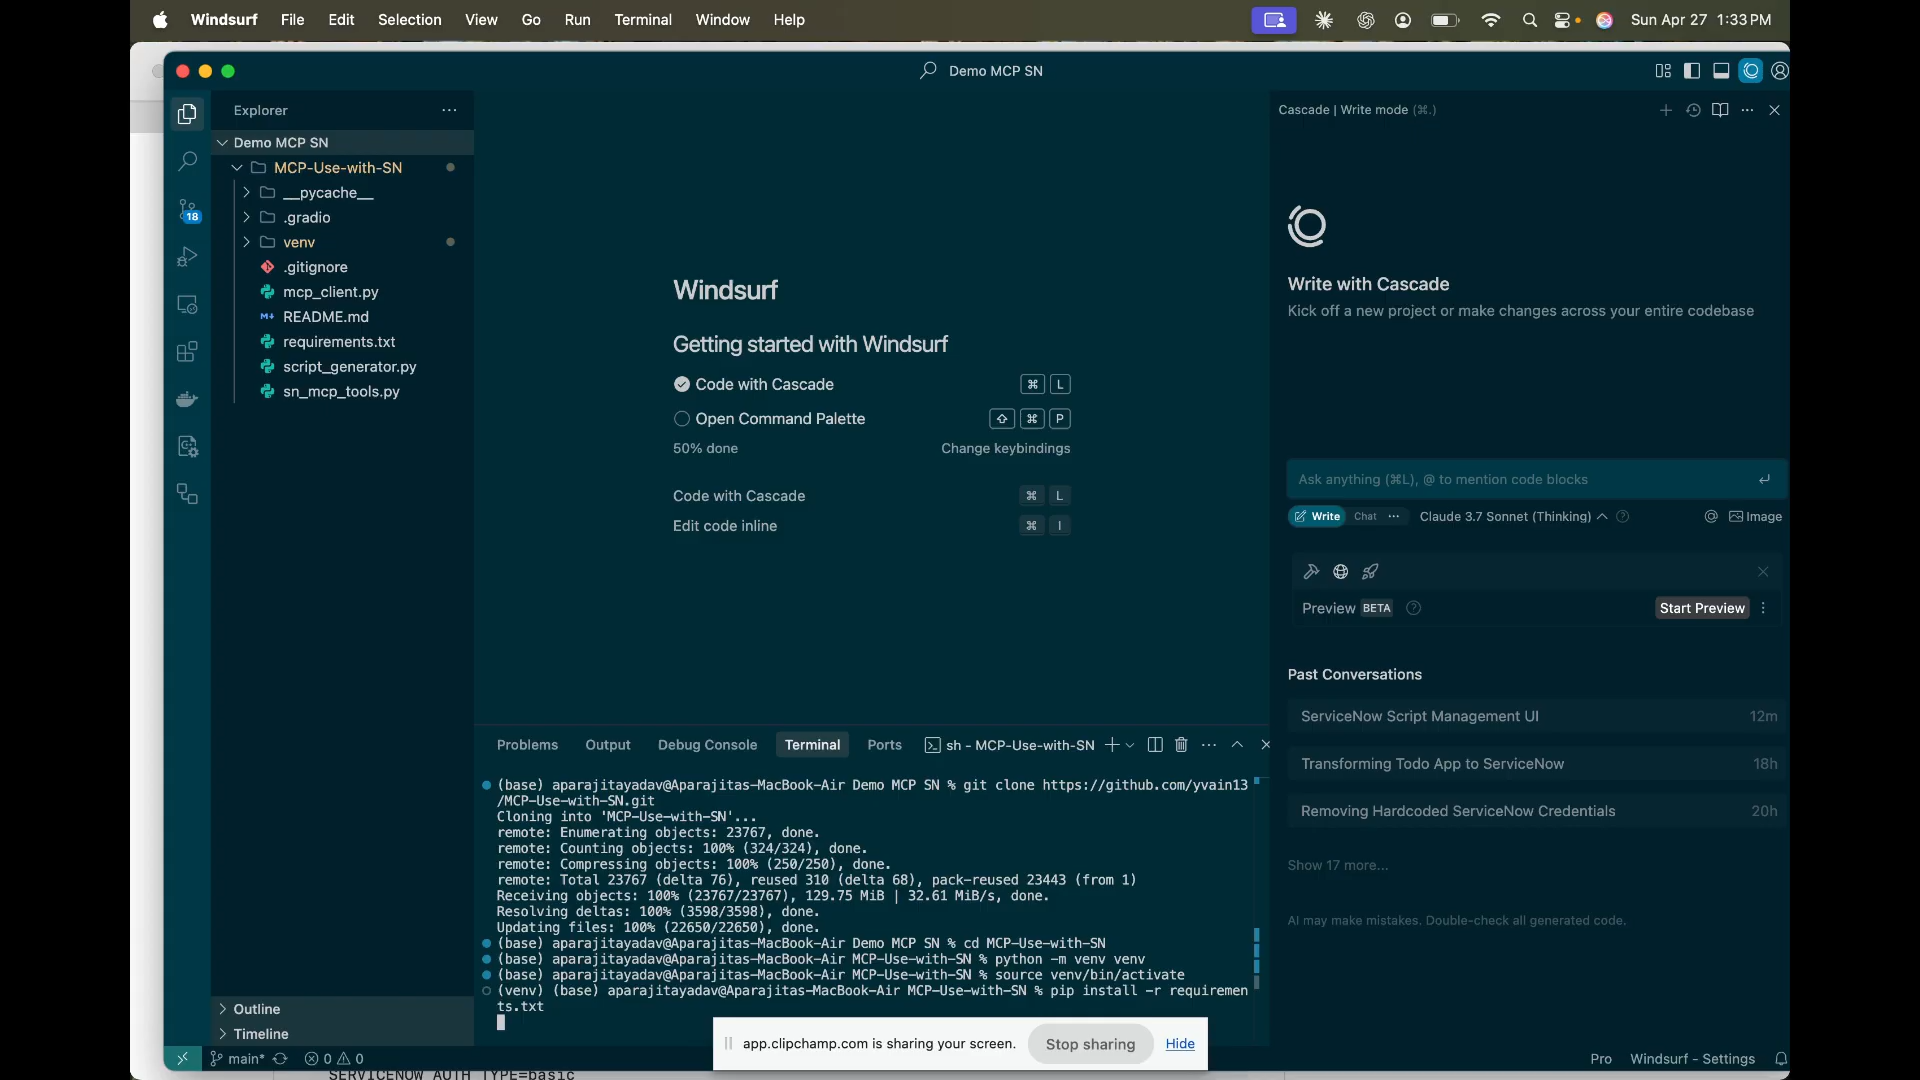 Windsurf File Edit Selection View Go Run Terminal Window Help
Sun Apr 27 1:33 PM
Demo MCP SN
Explorer
Demo MCP SN
MCP-Use-with-SN
__pycache__
.gradio
venv
.gitignore
mcp_client.py
README.md
requirements.txt
script_generator.py
sn_mcp_tools.py
Outline
Timeline
18
Windsurf
Getting started with Windsurf
Code with Cascade ⌘ L
Open Command Palette ⇧ ⌘ P
50% done Change keybindings
Code with Cascade ⌘ L
Edit code inline ⌘ I
Problems Output Debug Console Terminal Ports sh - MCP-Use-with-SN
(base) aparajitayadav@Aparajitas-MacBook-Air Demo MCP SN % git clone https://github.com/yvain13
/MCP-Use-with-SN.git
Cloning into 'MCP-Use-with-SN'...
remote: Enumerating objects: 23767, done.
remote: Counting objects: 100% (324/324), done.
remote: Compressing objects: 100% (250/250), done.
remote: Total 23767 (delta 76), reused 310 (delta 68), pack-reused 23443 (from 1)
Receiving objects: 100% (23767/23767), 129.75 MiB | 32.61 MiB/s, done.
Resolving deltas: 100% (3598/3598), done.
Updating files: 100% (22650/22650), done.
(base) aparajitayadav@Aparajitas-MacBook-Air Demo MCP SN % cd MCP-Use-with-SN
(base) aparajitayadav@Aparajitas-MacBook-Air MCP-Use-with-SN % python -m venv venv
(base) aparajitayadav@Aparajitas-MacBook-Air MCP-Use-with-SN % source venv/bin/activate
(venv) (base) aparajitayadav@Aparajitas-MacBook-Air MCP-Use-with-SN % pip install -r requiremen
ts.txt
Cascade | Write mode (⌘.)
Write with Cascade
Kick off a new project or make changes across your entire codebase
Ask anything (⌘L), @ to mention code blocks
Write Chat ... Claude 3.7 Sonnet (Thinking) @ Image
Preview BETA Start Preview
Past Conversations
ServiceNow Script Management UI 12m
Transforming Todo App to ServiceNow 18h
Removing Hardcoded ServiceNow Credentials 20h
Show 17 more...
AI may make mistakes. Double-check all generated code.
app.clipchamp.com is sharing your screen. Stop sharing Hide
main* 0 0
Pro Windsurf - Settings
SERVICENOW_AUTH_TYPE=basic